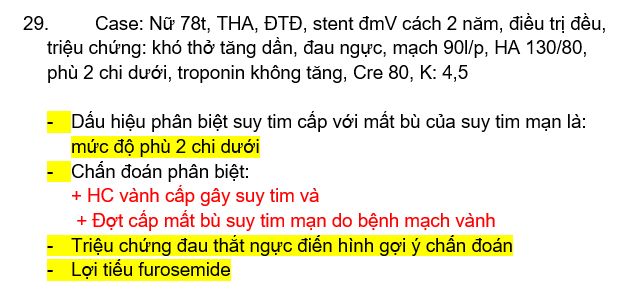 29. Case: Nữ 78t, THA, ĐTĐ, stent đmV cách 2 năm, điều trị đều,
triệu chứng: khó thở tăng dần, đau ngực, mạch 90l/p, HA 130/80,
phù 2 chi dưới, troponin không tăng, Cre 80, K: 4,5
- Dấu hiệu phân biệt suy tim cấp với mất bù của suy tim mạn là:
mức độ phù 2 chi dưới
- Chẩn đoán phân biệt:
+ HC vành cấp gây suy tim và
+ Đợt cấp mất bù suy tim mạn do bệnh mạch vành
- Triệu chứng đau thắt ngực điển hình gợi ý chẩn đoán
- Lợi tiểu furosemide